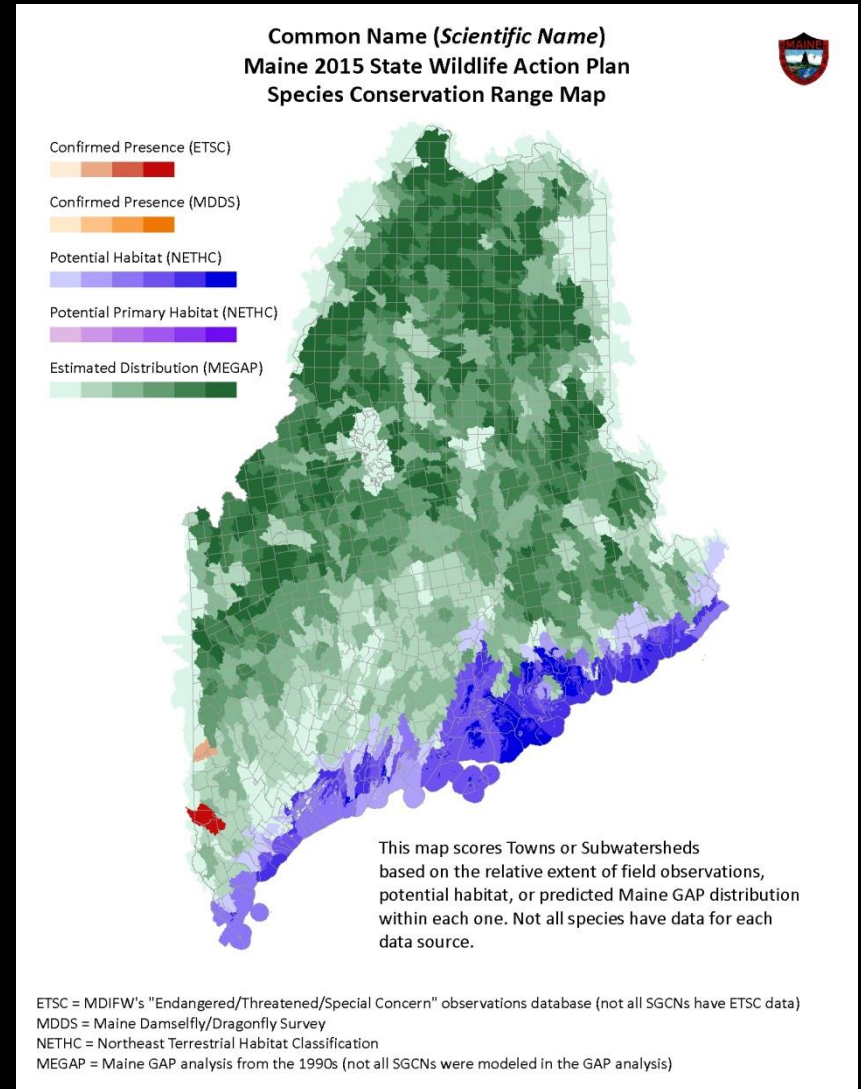 Common Name (Scientific Name)
Maine 2015 State Wildlife Action Plan
Species Conservation Range Map
MAINE
Confirmed Presence (ETSC)
Confirmed Presence (MDDS)
Potential Habitat (NETHC)
Potential Primary Habitat (NETHC)
Estimated Distribution (MEGAP)
This map scores Towns or Subwatersheds
based on the relative extent of field observations,
potential habitat, or predicted Maine GAP distribution
within each one. Not all species have data for each
data source.
ETSC = MDIFW's "Endangered/Threatened/Special Concern" observations database (not all SGCNs have ETSC data)
MDDS = Maine Damselfly/Dragonfly Survey
NETHC = Northeast Terrestrial Habitat Classification
MEGAP = Maine GAP analysis from the 1990s (not all SGCNs were modeled in the GAP analysis)